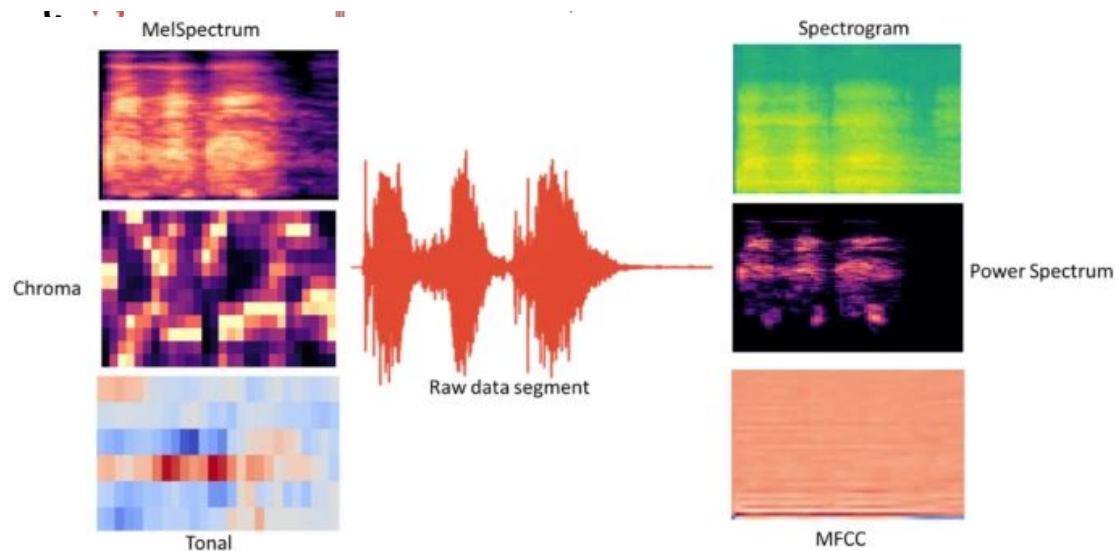 MelSpectrum
Spectrogram
Chroma
Power Spectrum
Raw data segment
Tonal
MFCC